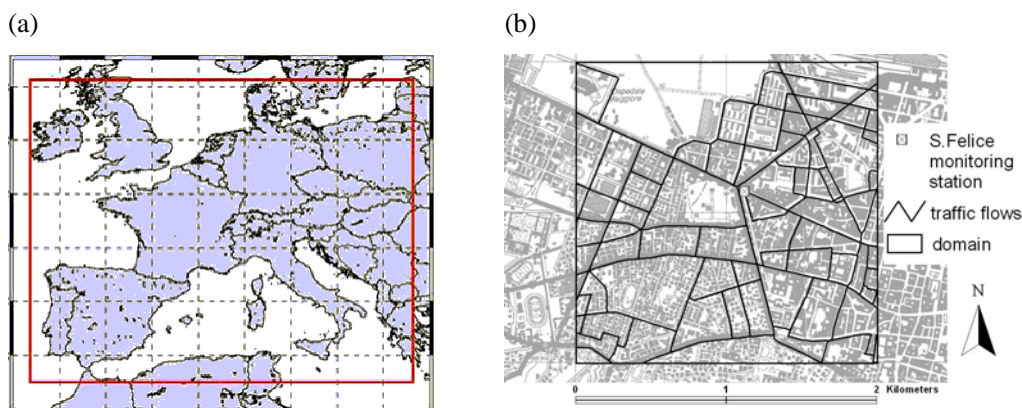 (a)
(b)
Ospedale
Maggiore
S.Felice
monitoring
station
traffic flows
domain
N
0
1
2 Kilometers